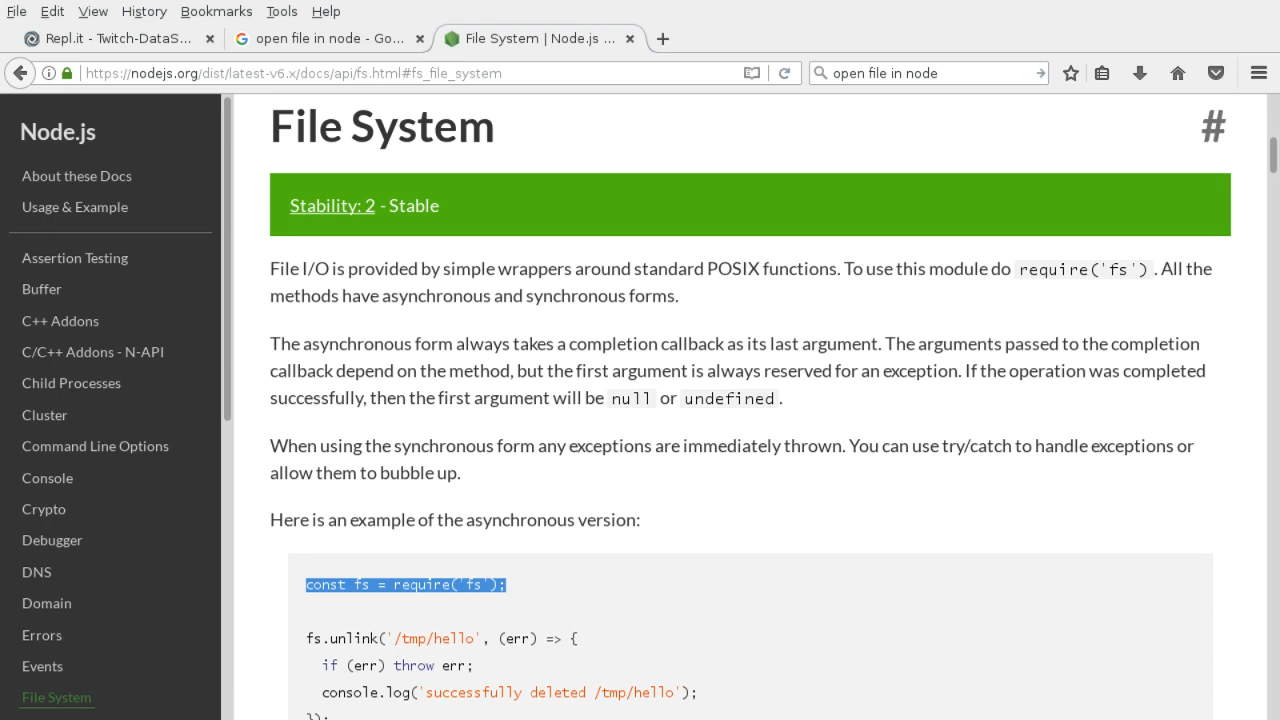 File Edit View History Bookmarks Tools Help
Repl.it - Twitch-DataS... × open file in node - Go... × File System | Node.js ... × +
https://nodejs.org/dist/latest-v6.x/docs/api/fs.html#fs_file_system open file in node
Node.js
About these Docs
Usage & Example
Assertion Testing
Buffer
C++ Addons
C/C++ Addons - N-API
Child Processes
Cluster
Command Line Options
Console
Crypto
Debugger
DNS
Domain
Errors
Events
File System
File System #
Stability: 2 - Stable
File I/O is provided by simple wrappers around standard POSIX functions. To use this module do require('fs'). All the
methods have asynchronous and synchronous forms.
The asynchronous form always takes a completion callback as its last argument. The arguments passed to the completion
callback depend on the method, but the first argument is always reserved for an exception. If the operation was completed
successfully, then the first argument will be null or undefined.
When using the synchronous form any exceptions are immediately thrown. You can use try/catch to handle exceptions or
allow them to bubble up.
Here is an example of the asynchronous version:
const fs = require('fs');
fs.unlink('/tmp/hello', (err) => {
if (err) throw err;
console.log('successfully deleted /tmp/hello');
});